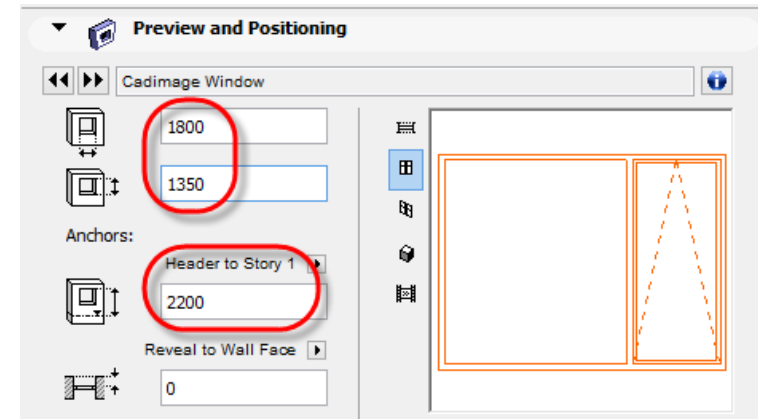 Preview and Positioning
Cadimage Window
1800
1350
Anchors:
Header to Story 1
2200
Reveal to Wall Face
0